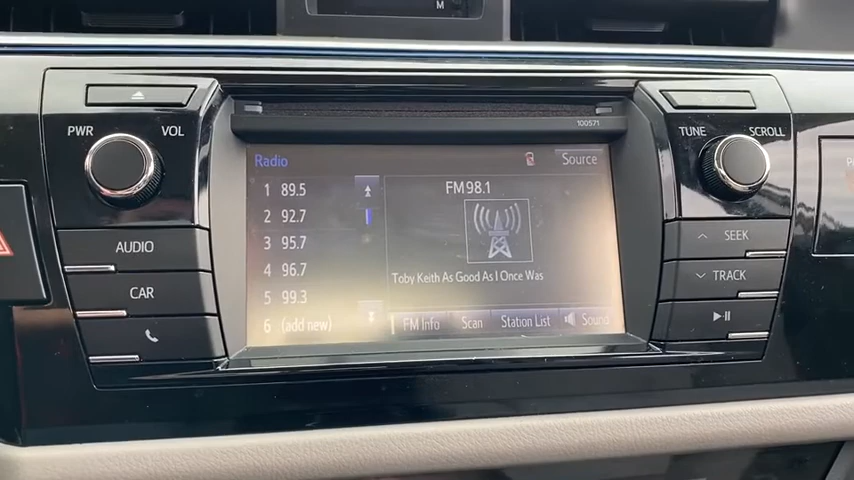 M
100571
PWR VOL
TUNE SCROLL
Radio
Source
1 89.5
2 92.7
3 95.7
4 96.7
5 99.3
6 (add new)
FM98.1
Toby Keith As Good As I Once Was
FM Info Scan Station List Sound
AUDIO
CAR
SEEK
TRACK